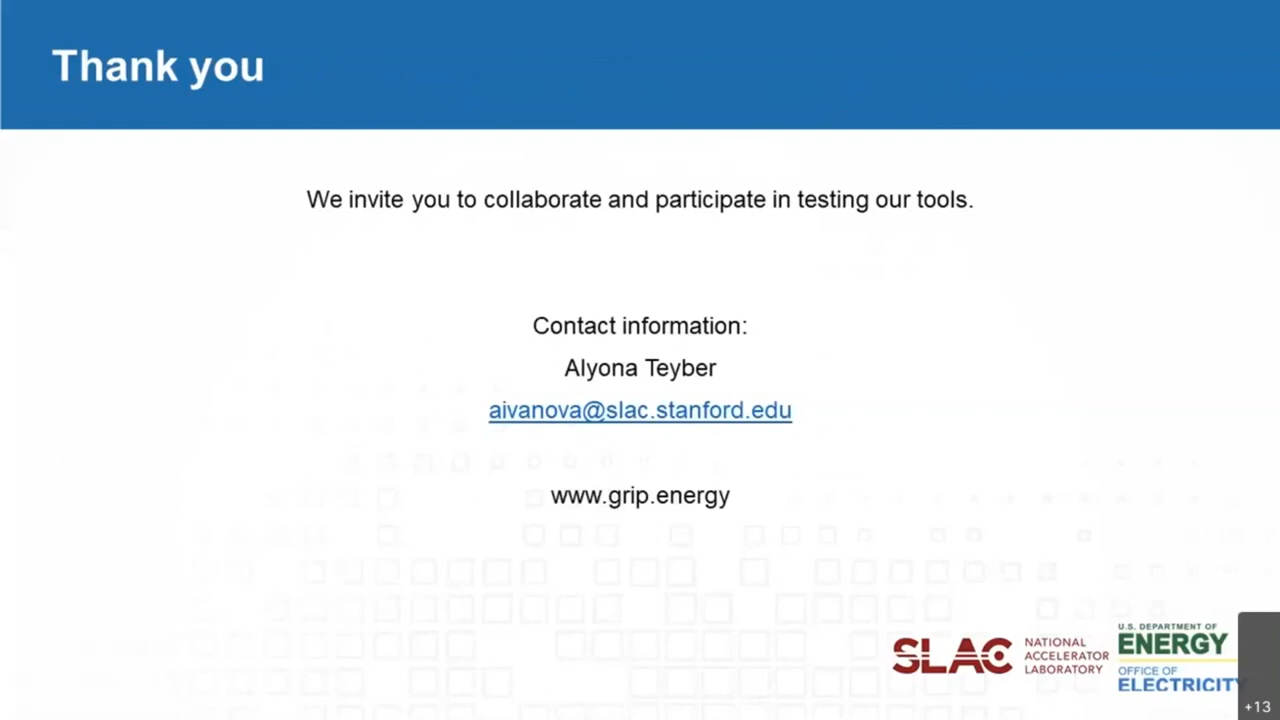 Thank you
We invite you to collaborate and participate in testing our tools.
Contact information:
Alyona Teyber
aivanova@slac.stanford.edu
www.grip.energy
SLAC
NATIONAL
ACCELERATOR
LABORATORY
U.S. DEPARTMENT OF
ENERGY
OFFICE OF
ELECTRICITY
+13